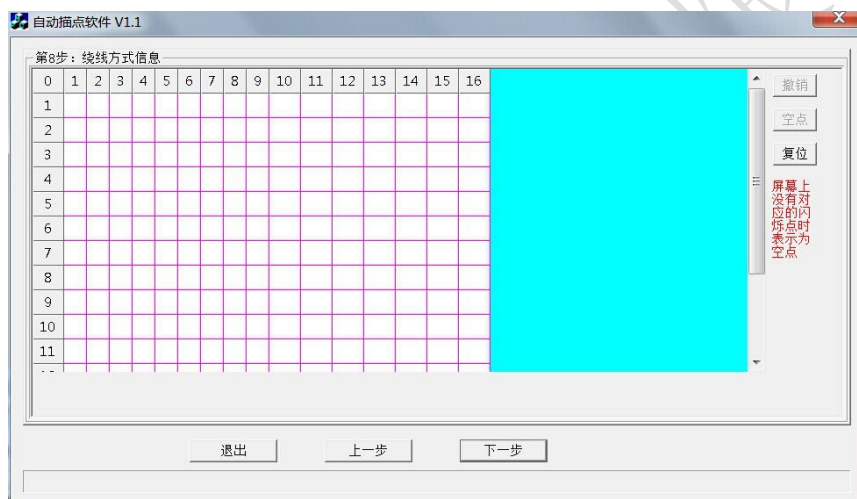 自动描点软件 V1.1
第8步：绕线方式信息
0 1 2 3 4 5 6 7 8 9 10 11 12 13 14 15 16
1
撤销
2
空点
3
复位
4
5
6
7
8
9
10
11
屏幕上
没有对
应的闪
烁点时
表示为
空点
退出 上一步 下一步